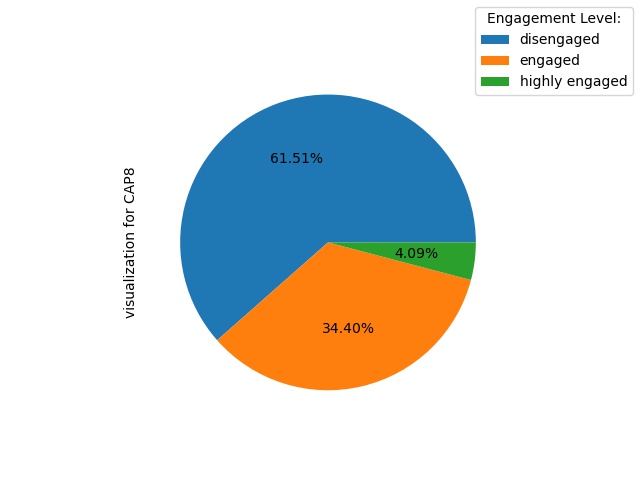 Engagement Level:
disengaged
engaged
highly engaged
61.51%
4.09%
34.40%
visualization for CAP8